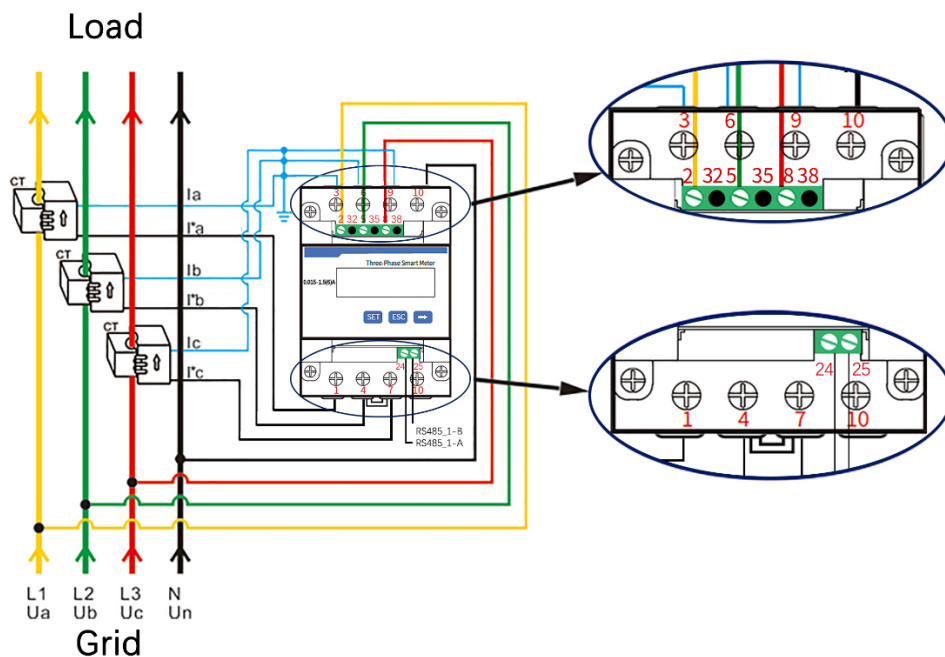 Load
CT
Ia
I*a
CT
Ib
I*b
CT
Ic
I*c
3 6 9 10
2 32 5 35 8 38
Three-Phase Smart Meter
0.015-1.5(6)A
SET ESC
24 25
1 4 7 10
RS485_1-B
RS485_1-A
3 6 9 10
2 32 5 35 8 38
24 25
1 4 7 10
L1 L2 L3 N
Ua Ub Uc Un
Grid